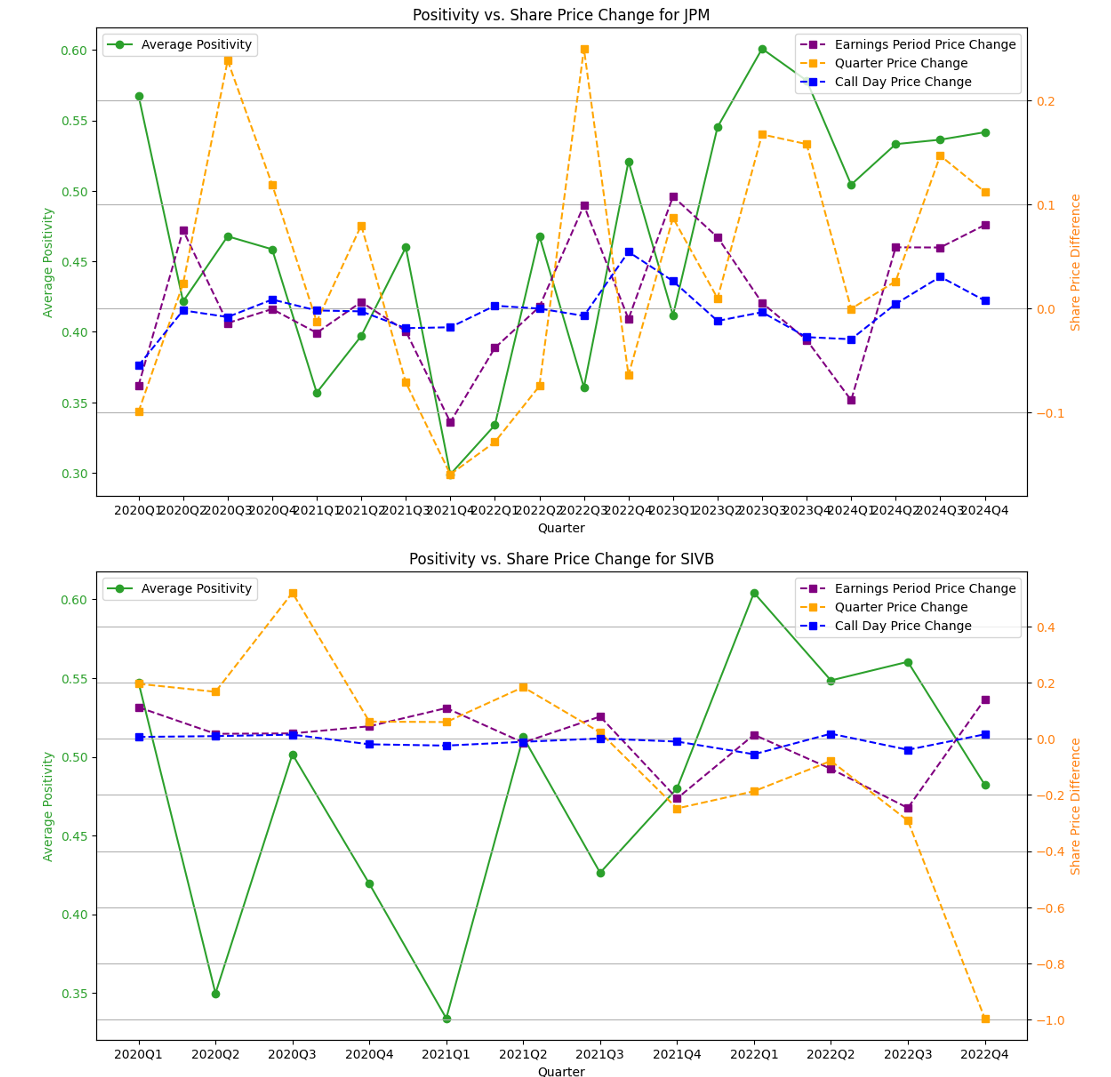 Positivity vs. Share Price Change for JPM
Average Positivity
Earnings Period Price Change
Quarter Price Change
Call Day Price Change
0.60
0.55
0.50
0.45
0.40
0.35
0.30
Average Positivity
0.2
0.1
0.0
−0.1
Share Price Difference
2020Q1 2020Q2 2020Q3 2020Q4 2021Q1 2021Q2 2021Q3 2021Q4 2022Q1 2022Q2 2022Q3 2022Q4 2023Q1 2023Q2 2023Q3 2023Q4 2024Q1 2024Q2 2024Q3 2024Q4
Quarter
Positivity vs. Share Price Change for SIVB
Average Positivity
Earnings Period Price Change
Quarter Price Change
Call Day Price Change
0.60
0.55
0.50
0.45
0.40
0.35
Average Positivity
0.4
0.2
0.0
−0.2
−0.4
−0.6
−0.8
−1.0
Share Price Difference
2020Q1 2020Q2 2020Q3 2020Q4 2021Q1 2021Q2 2021Q3 2021Q4 2022Q1 2022Q2 2022Q3 2022Q4
Quarter